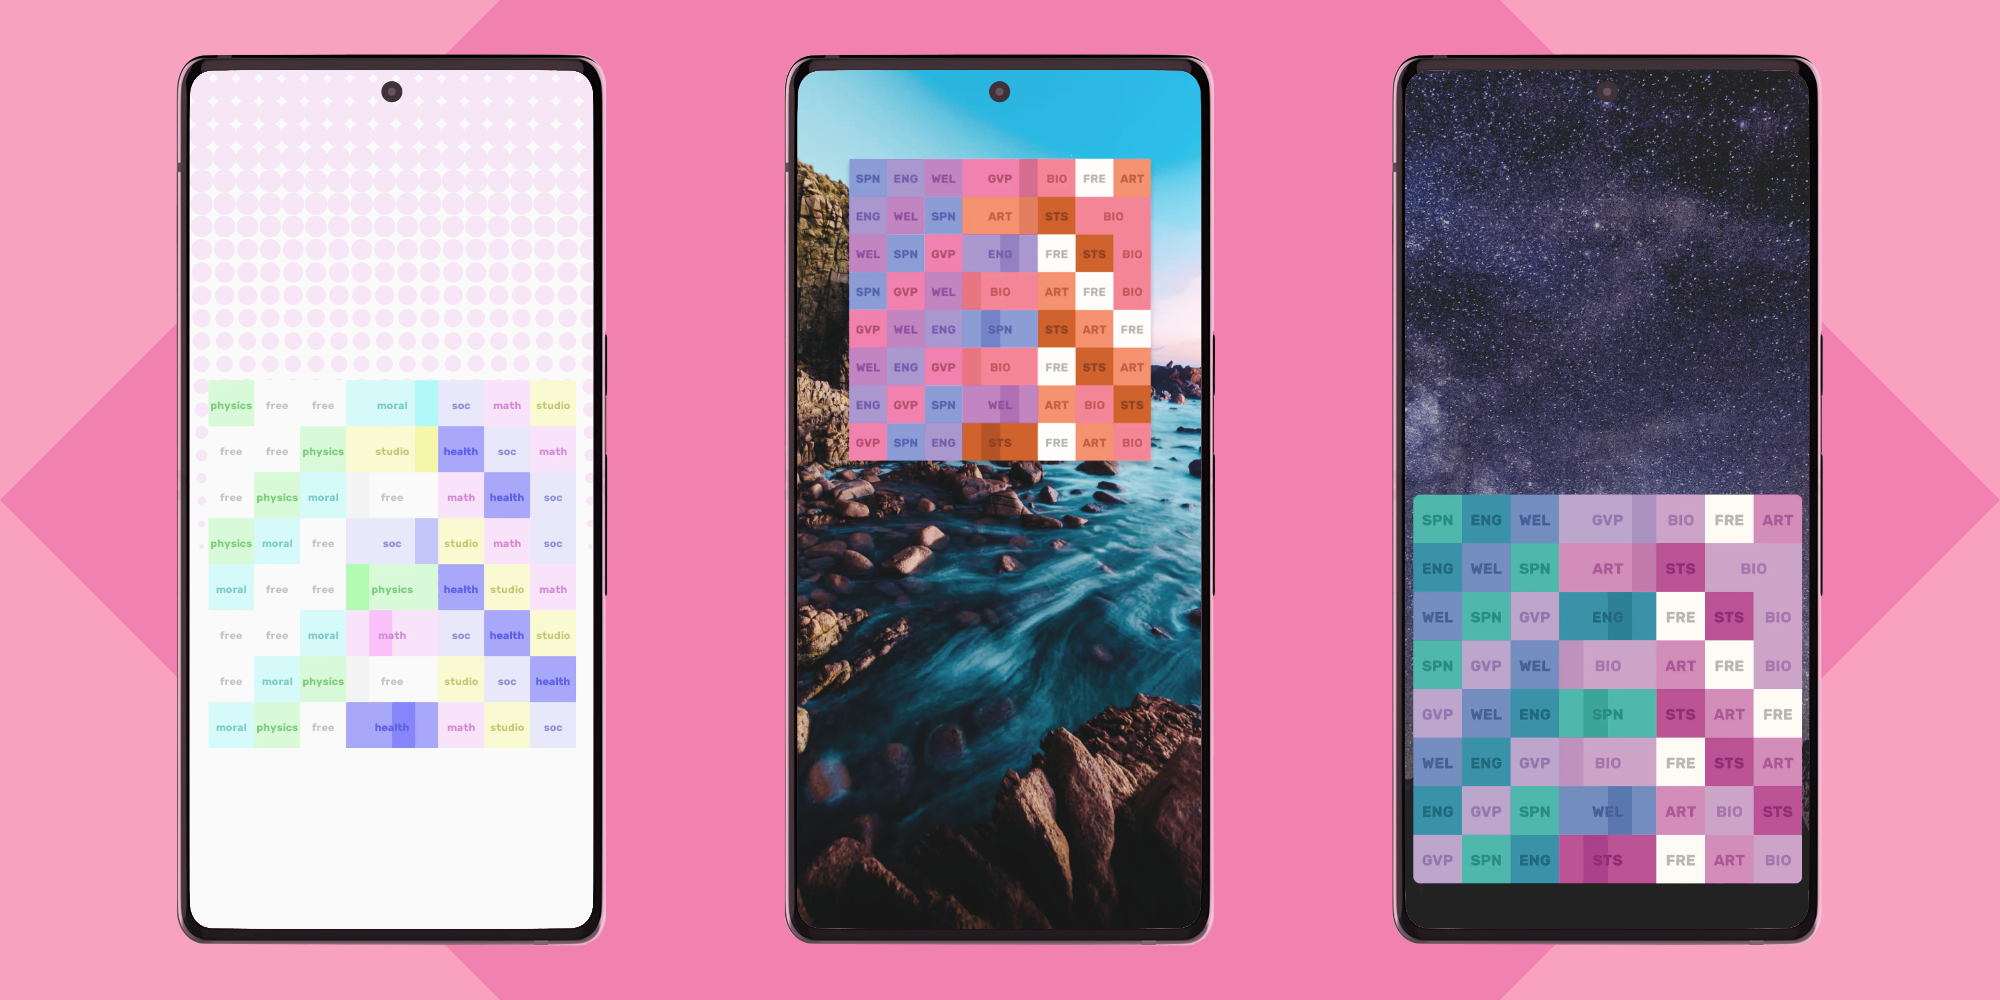 physics free free moral soc math studio
free free physics studio health soc math
free physics moral free math health soc
physics moral free soc studio math
moral free free physics health studio math
free free moral math soc health studio
free moral physics free studio soc health
moral physics free health math studio soc
SPN ENG WEL GVP BIO FRE ART
ENG WEL SPN ART STS BIO
WEL SPN GVP ENG FRE STS BIO
SPN GVP WEL BIO ART FRE BIO
GVP WEL ENG SPN STS ART FRE
WEL ENG GVP BIO FRE STS ART
ENG GVP SPN WEL ART BIO STS
GVP SPN ENG STS FRE ART BIO
SPN ENG WEL GVP BIO FRE ART
ENG WEL SPN ART STS BIO
WEL SPN GVP ENG FRE STS BIO
SPN GVP WEL BIO ART FRE BIO
GVP WEL ENG SPN STS ART FRE
WEL ENG GVP BIO FRE STS ART
ENG GVP SPN WEL ART BIO STS
GVP SPN ENG STS FRE ART BIO